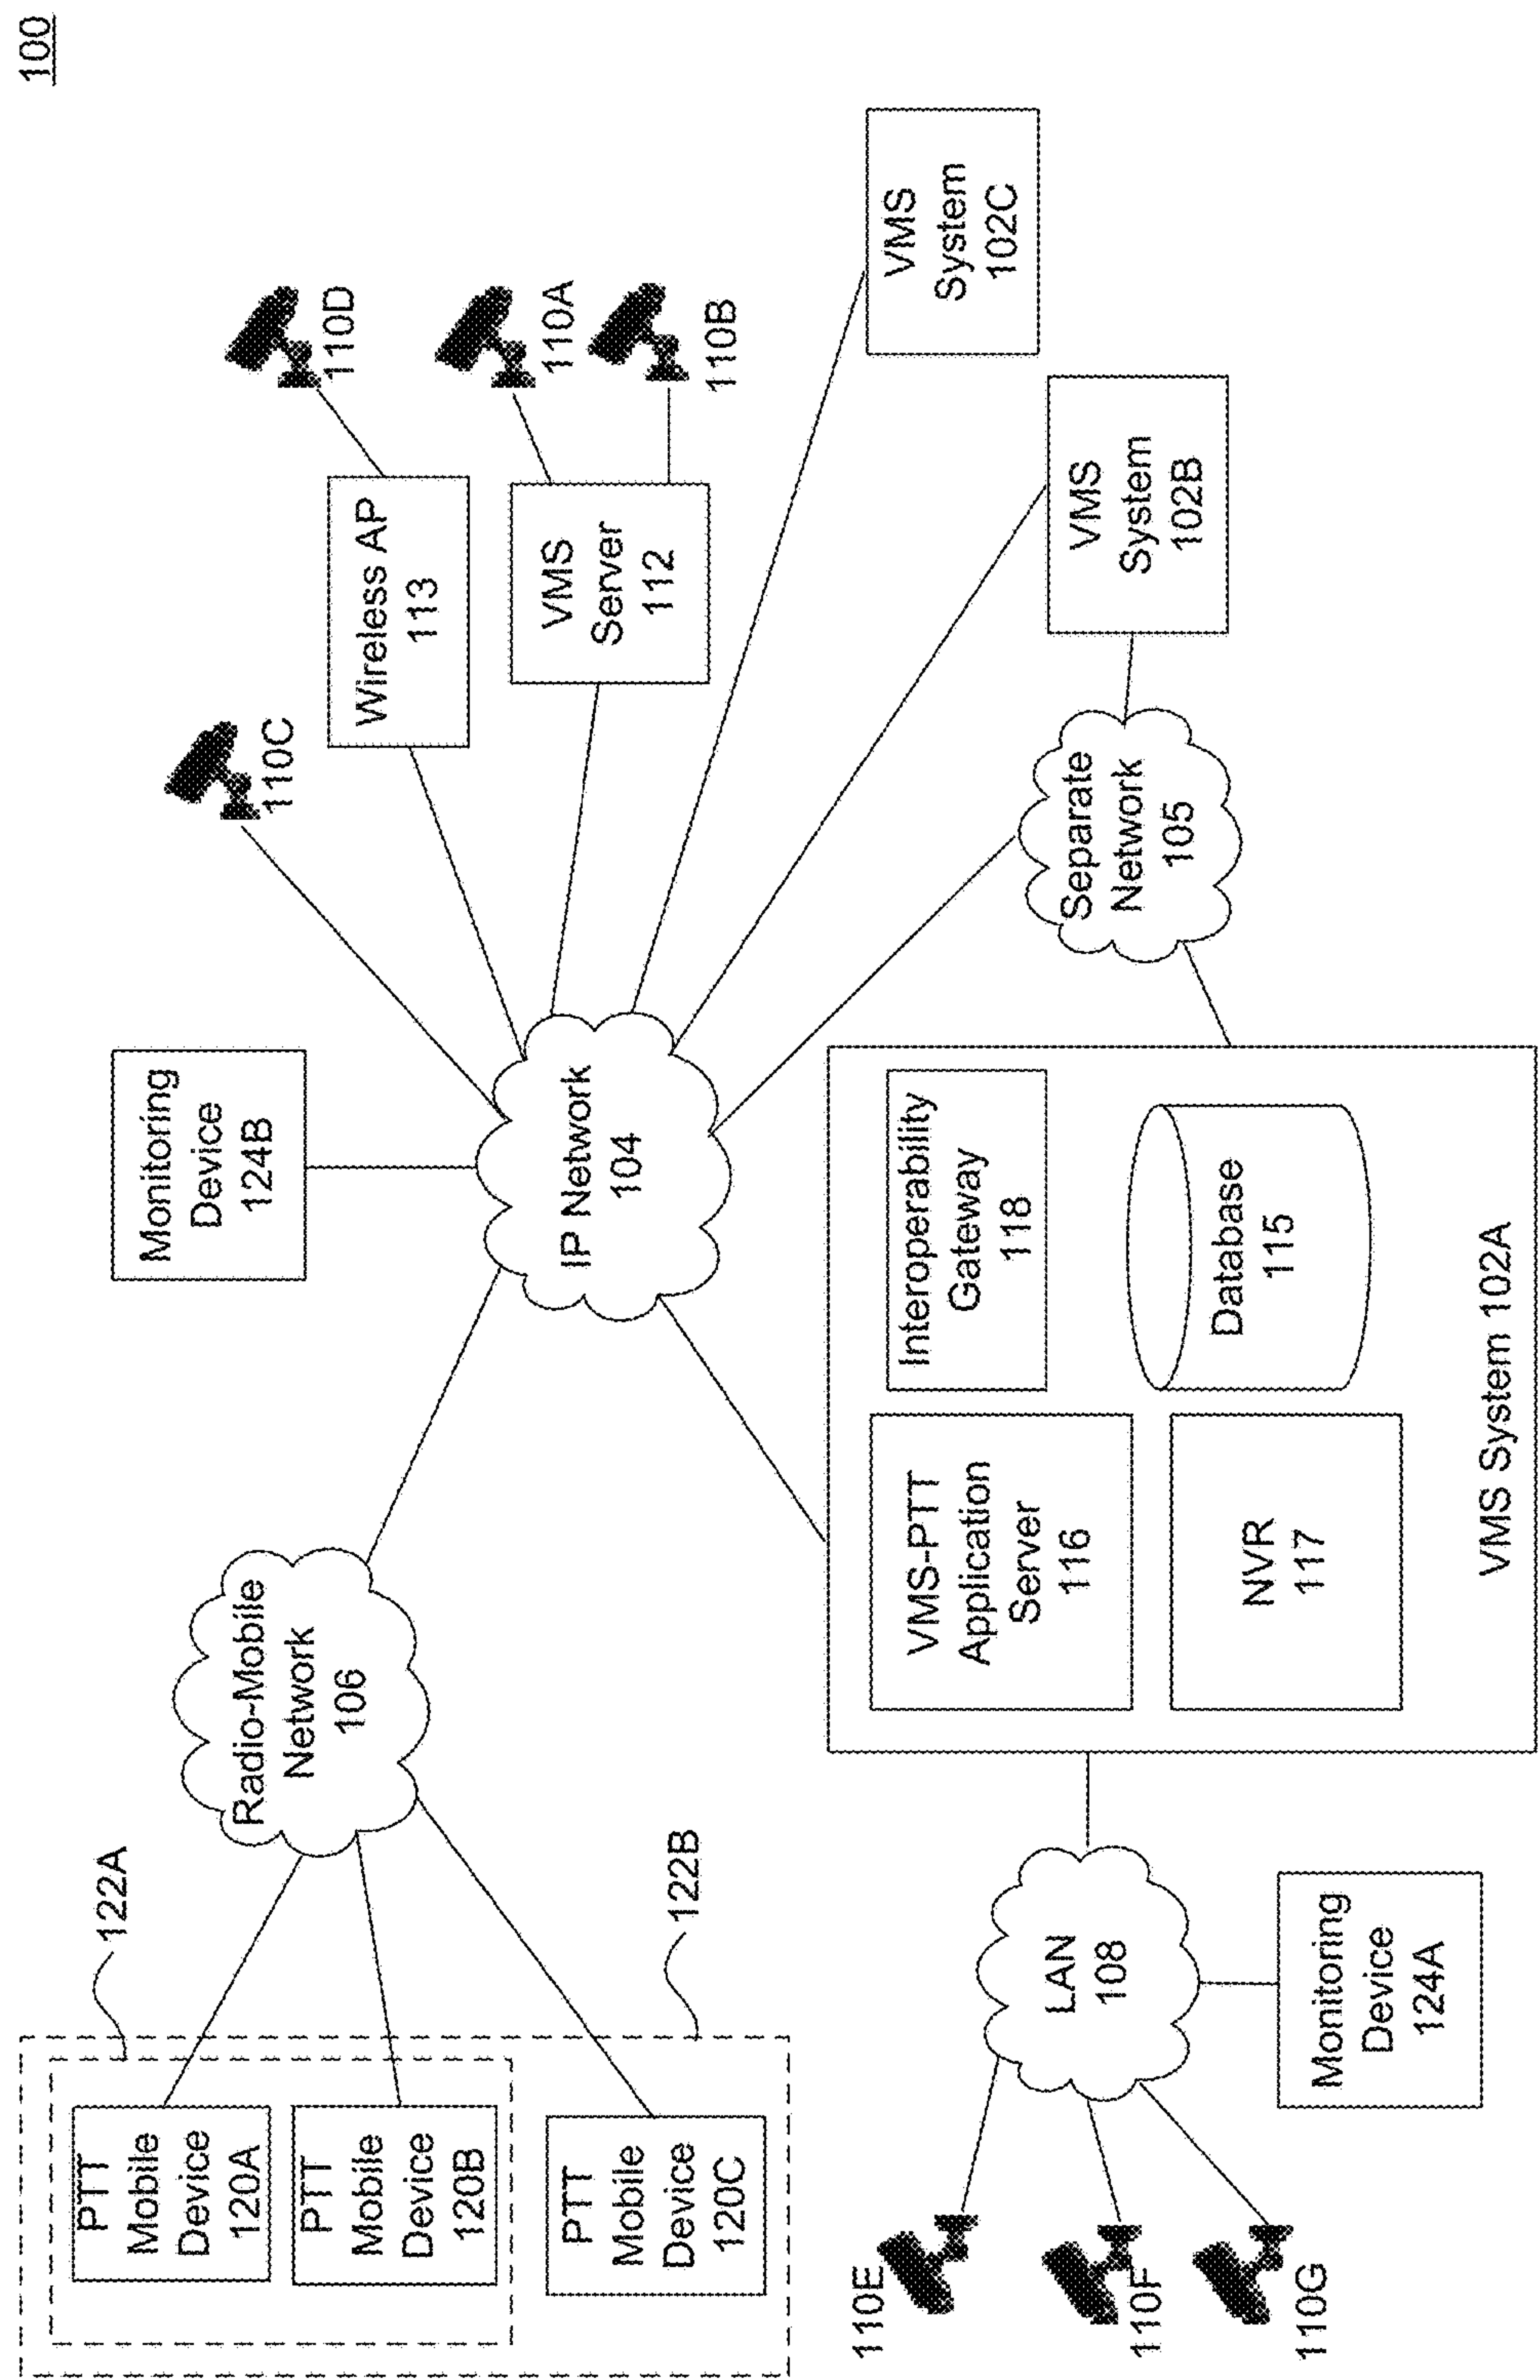 100
122A
PTT
Mobile
Device
120A
PTT
Mobile
Device
120B
PTT
Mobile
Device
120C
122B
Radio-Mobile
Network
106
Monitoring
Device
124B
110C
Wireless AP
113
110D
VMS
Server
112
110A
110B
IP Network
104
VMS
System
102C
VMS
System
102B
Separate
Network
105
110E
110F
110G
LAN
108
Monitoring
Device
124A
VMS-PTT
Application
Server
116
Interoperability
Gateway
118
NVR
117
Database
115
VMS System 102A